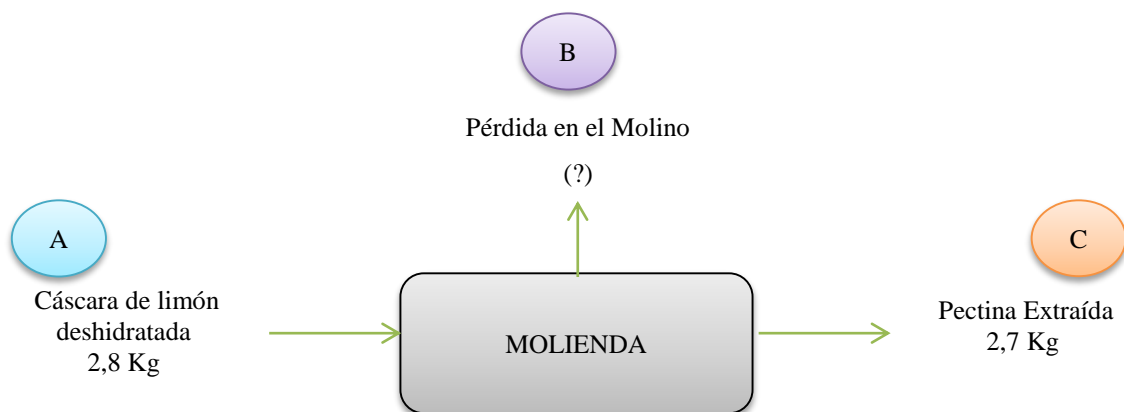 B
Pérdida en el Molino
(?)
A
Cáscara de limón
deshidratada
2,8 Kg
MOLIENDA
C
Pectina Extraída
2,7 Kg